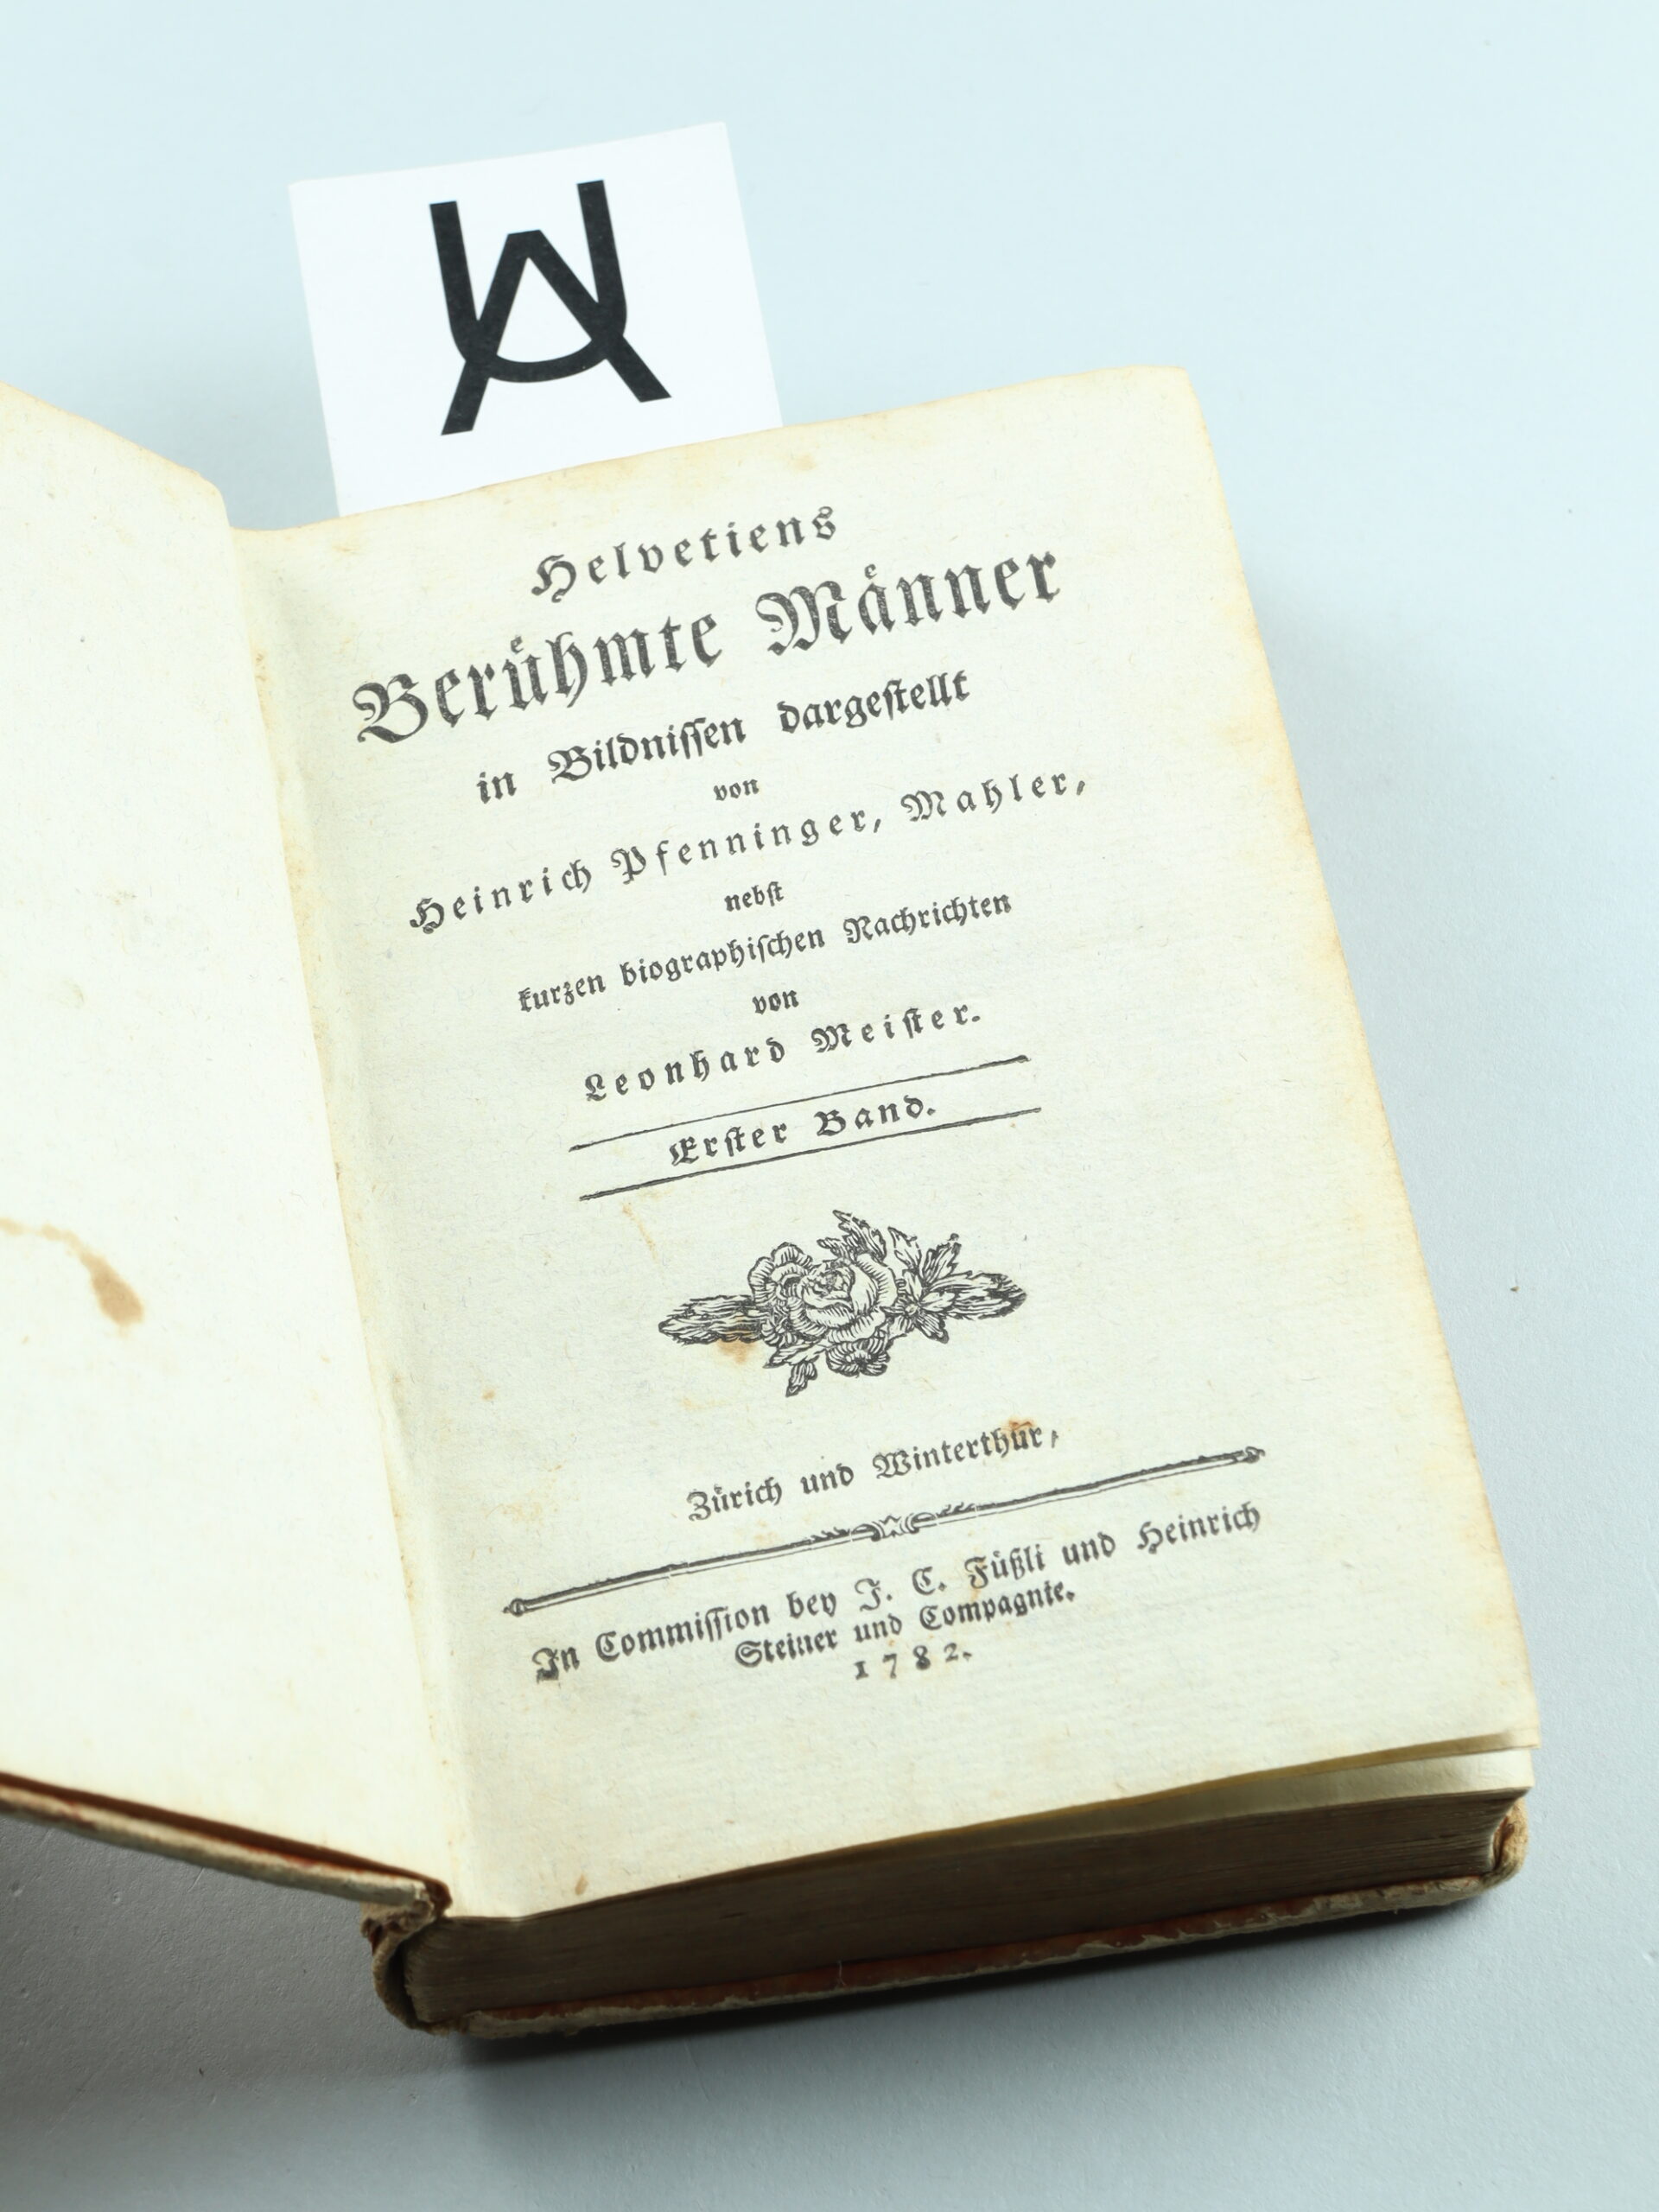 UA
Helvetiens
Berühmte Männer
in Bildnissen dargestellt
von
Heinrich Pfenninger, Mahler,
nebst
kurzen biographischen Nachrichten
von
Leonhard Meister.
Erster Band.
Zürich und Winterthur,
In Commission bey J. C. Füßli und Heinrich
Steiner und Compagnie.
1782.